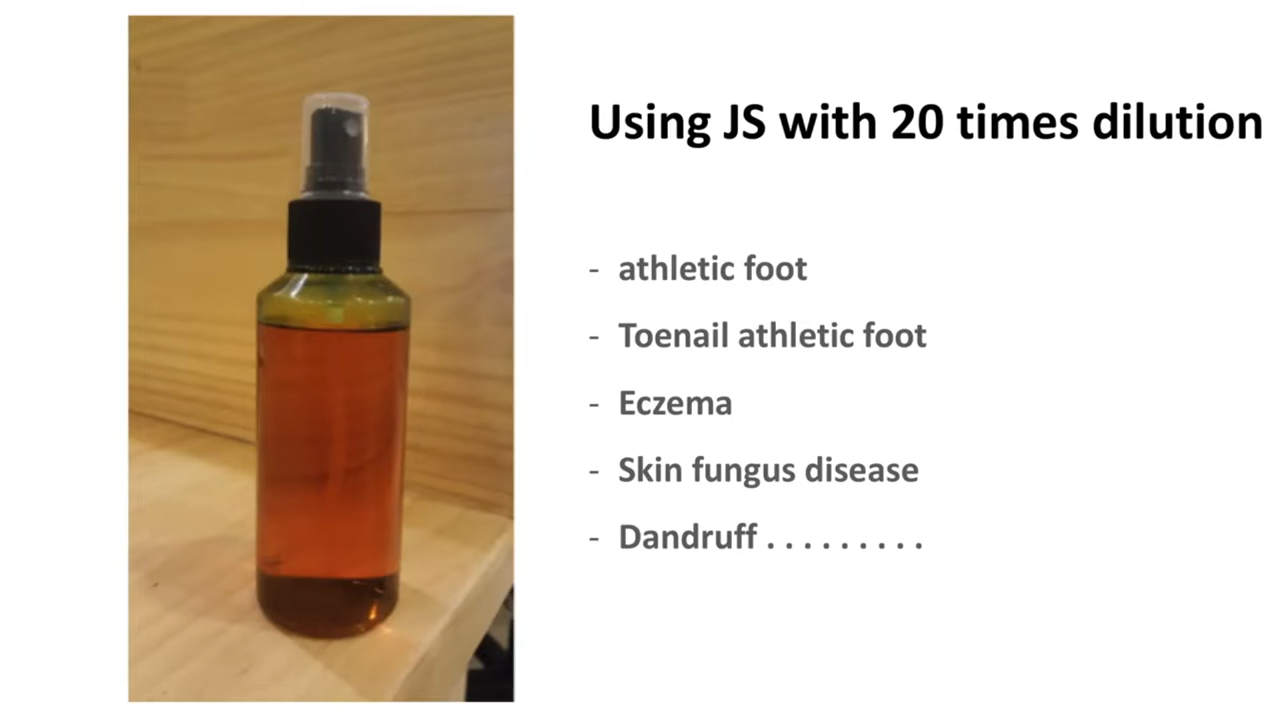 Using JS with 20 times dilution
- athletic foot
- Toenail athletic foot
- Eczema
- Skin fungus disease
- Dandruff . . . . . . . . .